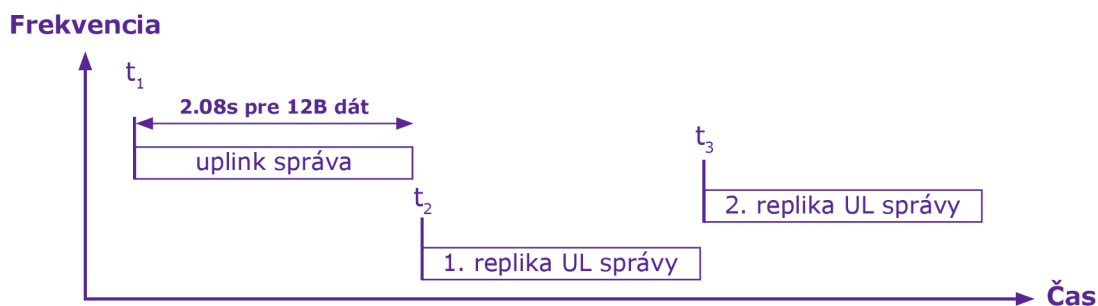 Frekvencia
t1
2.08s pre 12B dát
uplink správa
t2
1. replika UL správy
t3
2. replika UL správy
Čas